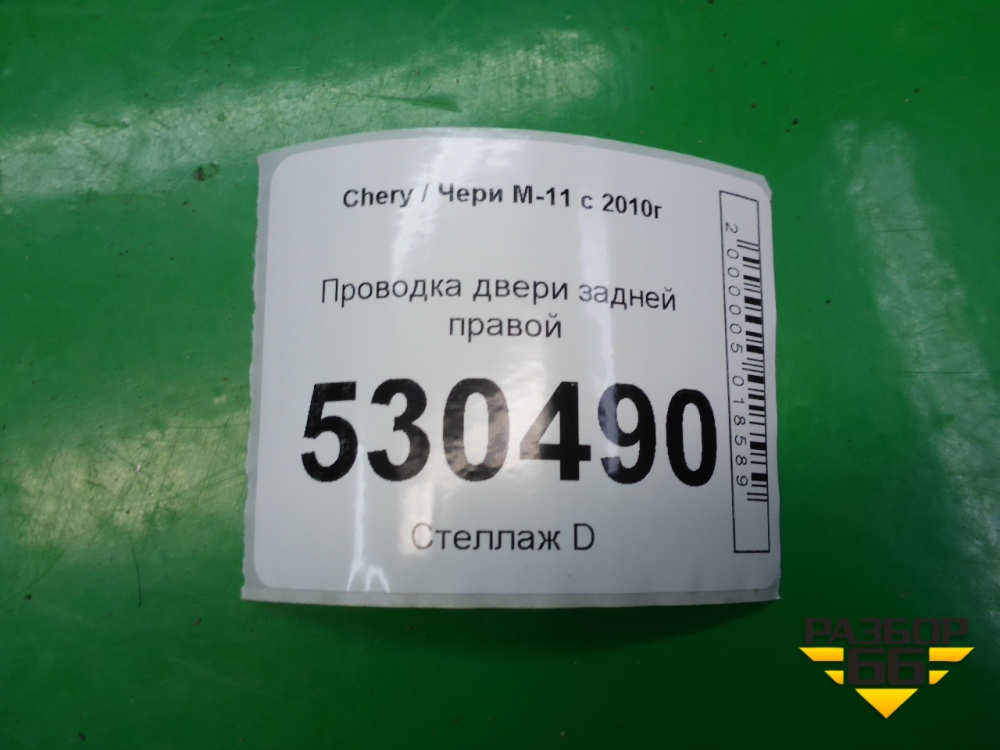 Chery / Чери М-11 с 2010г
Проводка двери задней
правой
530490
Стеллаж D
2000005018589
РАЗБОР
66